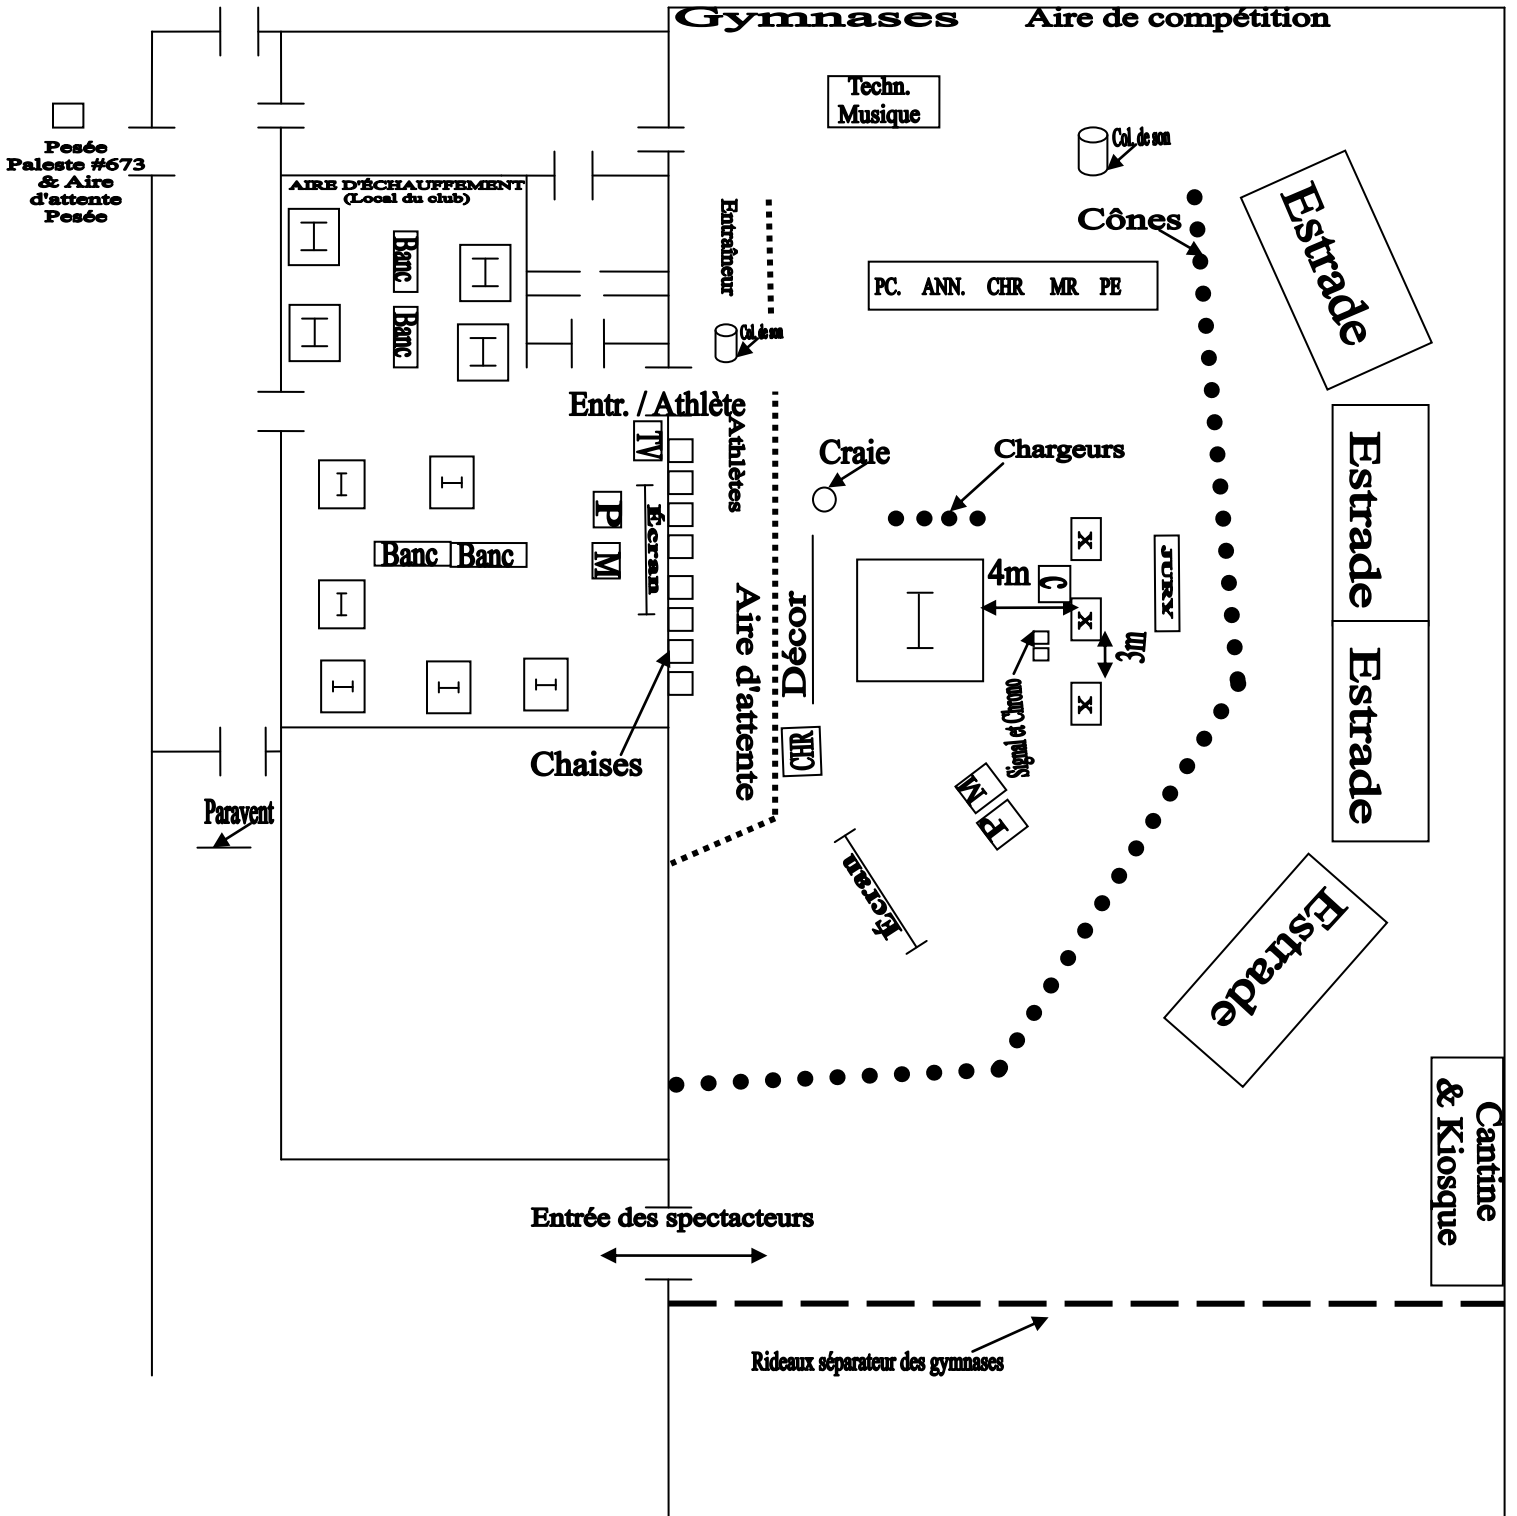 Gymnases Aire de compétition
Techn.
Musique
Col. de son
Pesée
Paleste #673
& Aire
d'attente
Pesée
AIRE D'ÉCHAUFFEMENT
(Local du club)
Banc
Banc
Entraîneur
Cônes
Estrade
PC. ANN. CHR MR PE
Col. de son
Entr. / Athlète
TV
Athlètes
Craie
Chargeurs
Estrade
P
Écran
M
Banc Banc
x
JURY
4m
C
x
3m
Décor
Aire d'attente
Signal et Chrono
x
Estrade
CHR
Chaises
M
P
Paravent
Écran
Estrade
Cantine
& Kiosque
Entrée des spectacteurs
Rideaux séparateur des gymnases